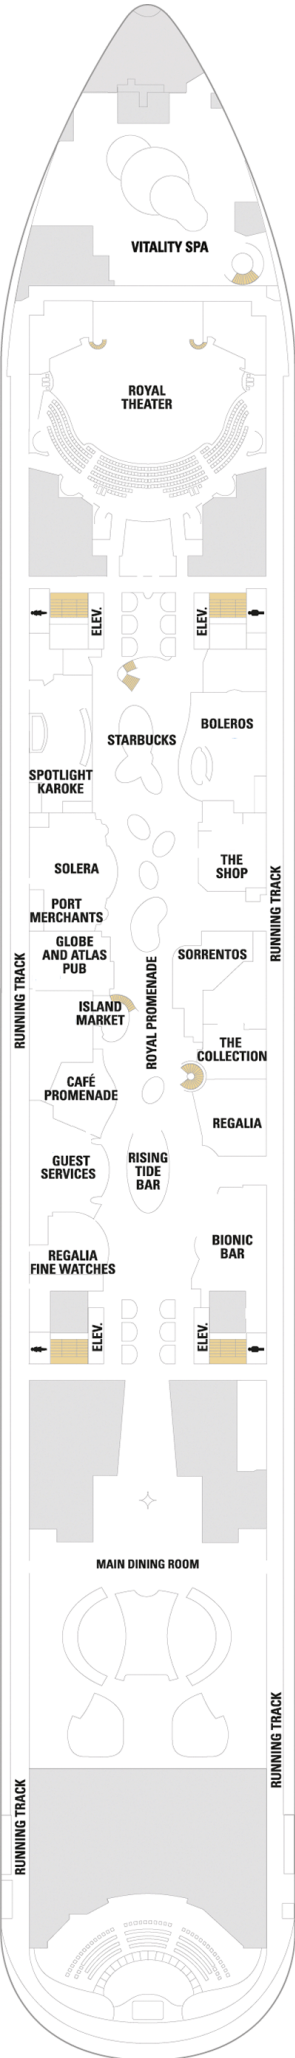 VITALITY SPA
ROYAL
THEATER
ELEV.
ELEV.
BOLEROS
STARBUCKS
SPOTLIGHT
KAROKE
SOLERA
THE
SHOP
PORT
MERCHANTS
RUNNING TRACK
GLOBE
AND ATLAS
PUB
SORRENTOS
RUNNING TRACK
ROYAL PROMENADE
ISLAND
MARKET
THE
COLLECTION
CAFÉ
PROMENADE
REGALIA
GUEST
SERVICES
RISING
TIDE
BAR
BIONIC
BAR
REGALIA
FINE WATCHES
ELEV.
ELEV.
MAIN DINING ROOM
RUNNING TRACK
RUNNING TRACK